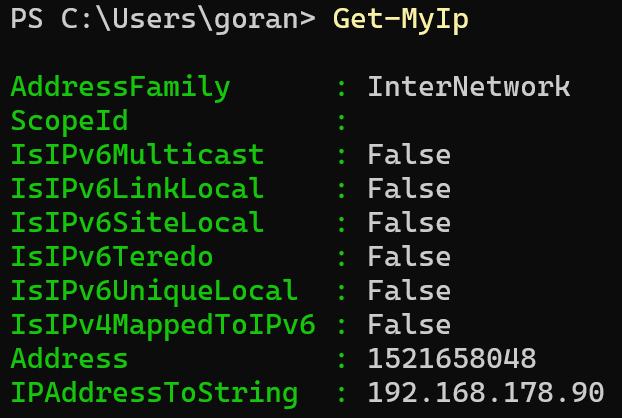 PS C:\Users\goran> Get-MyIp
AddressFamily : InterNetwork
ScopeId :
IsIPv6Multicast : False
IsIPv6LinkLocal : False
IsIPv6SiteLocal : False
IsIPv6Teredo : False
IsIPv6UniqueLocal : False
IsIPv4MappedToIPv6 : False
Address : 1521658048
IPAddressToString : 192.168.178.90